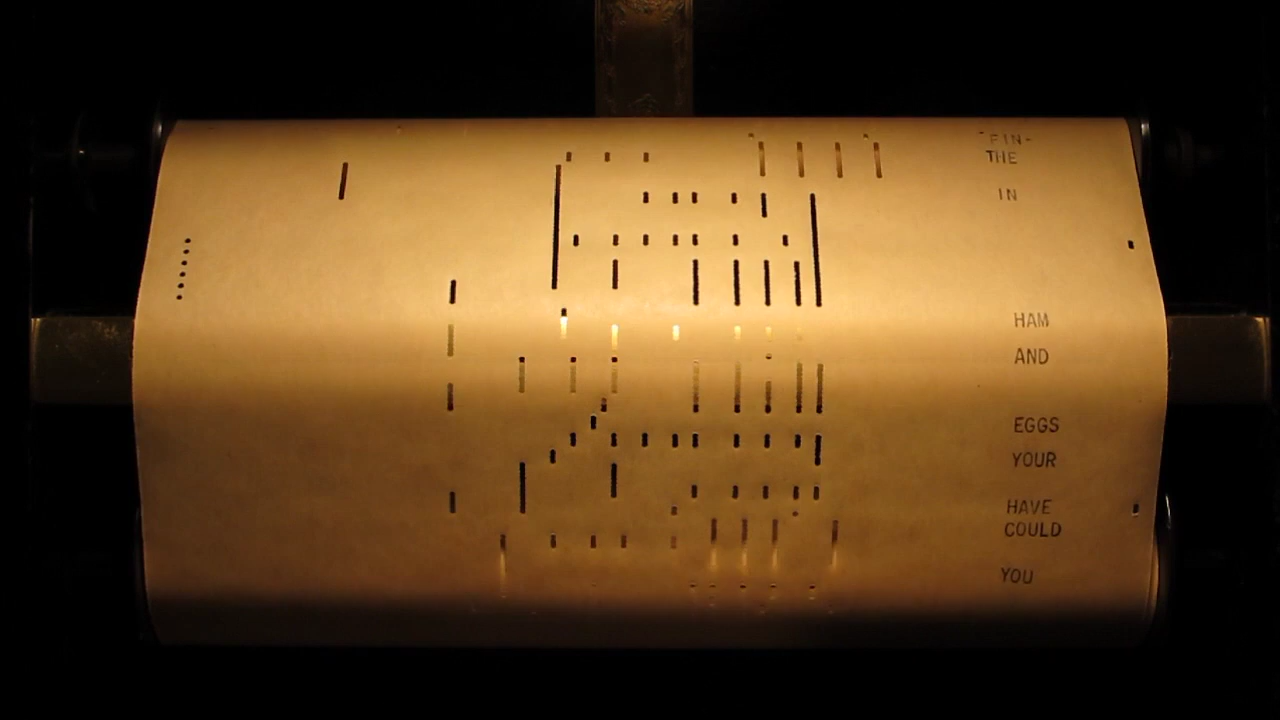 FIN-
THE
IN
HAM
AND
EGGS
YOUR
HAVE
COULD
YOU